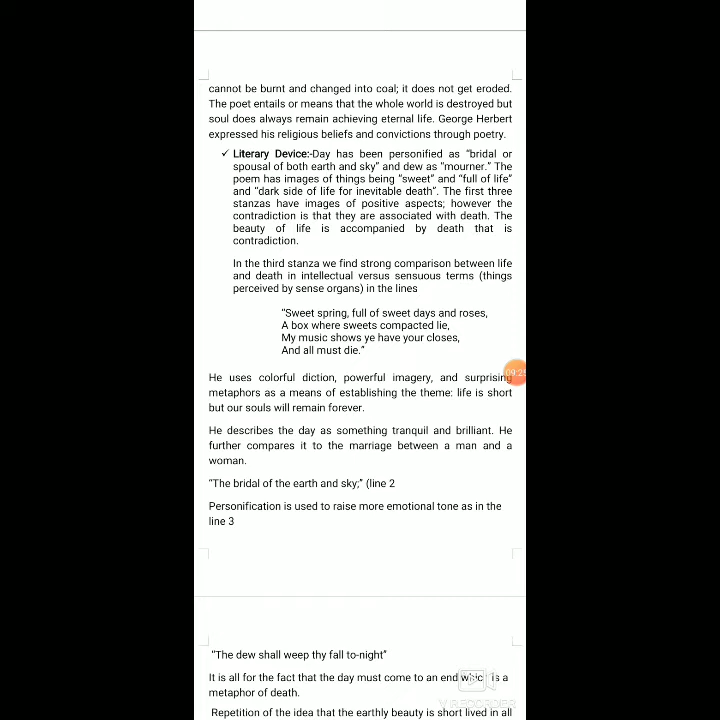 cannot be burnt and changed into coal; it does not get eroded.
The poet entails or means that the whole world is destroyed but
soul does always remain achieving eternal life. George Herbert
expressed his religious beliefs and convictions through poetry.
✓ Literary Device:-Day has been personified as “bridal or
spousal of both earth and sky” and dew as “mourner.” The
poem has images of things being “sweet” and “full of life”
and “dark side of life for inevitable death”. The first three
stanzas have images of positive aspects; however the
contradiction is that they are associated with death. The
beauty of life is accompanied by death that is
contradiction.
In the third stanza we find strong comparison between life
and death in intellectual versus sensuous terms (things
perceived by sense organs) in the lines
“Sweet spring, full of sweet days and roses,
A box where sweets compacted lie,
My music shows ye have your closes,
And all must die.”
09:25
He uses colorful diction, powerful imagery, and surprising
metaphors as a means of establishing the theme: life is short
but our souls will remain forever.
He describes the day as something tranquil and brilliant. He
further compares it to the marriage between a man and a
woman.
“The bridal of the earth and sky;” (line 2
Personification is used to raise more emotional tone as in the
line 3
“The dew shall weep thy fall to-night”
It is all for the fact that the day must come to an end which is a
metaphor of death.
Repetition of the idea that the earthly beauty is short lived in all